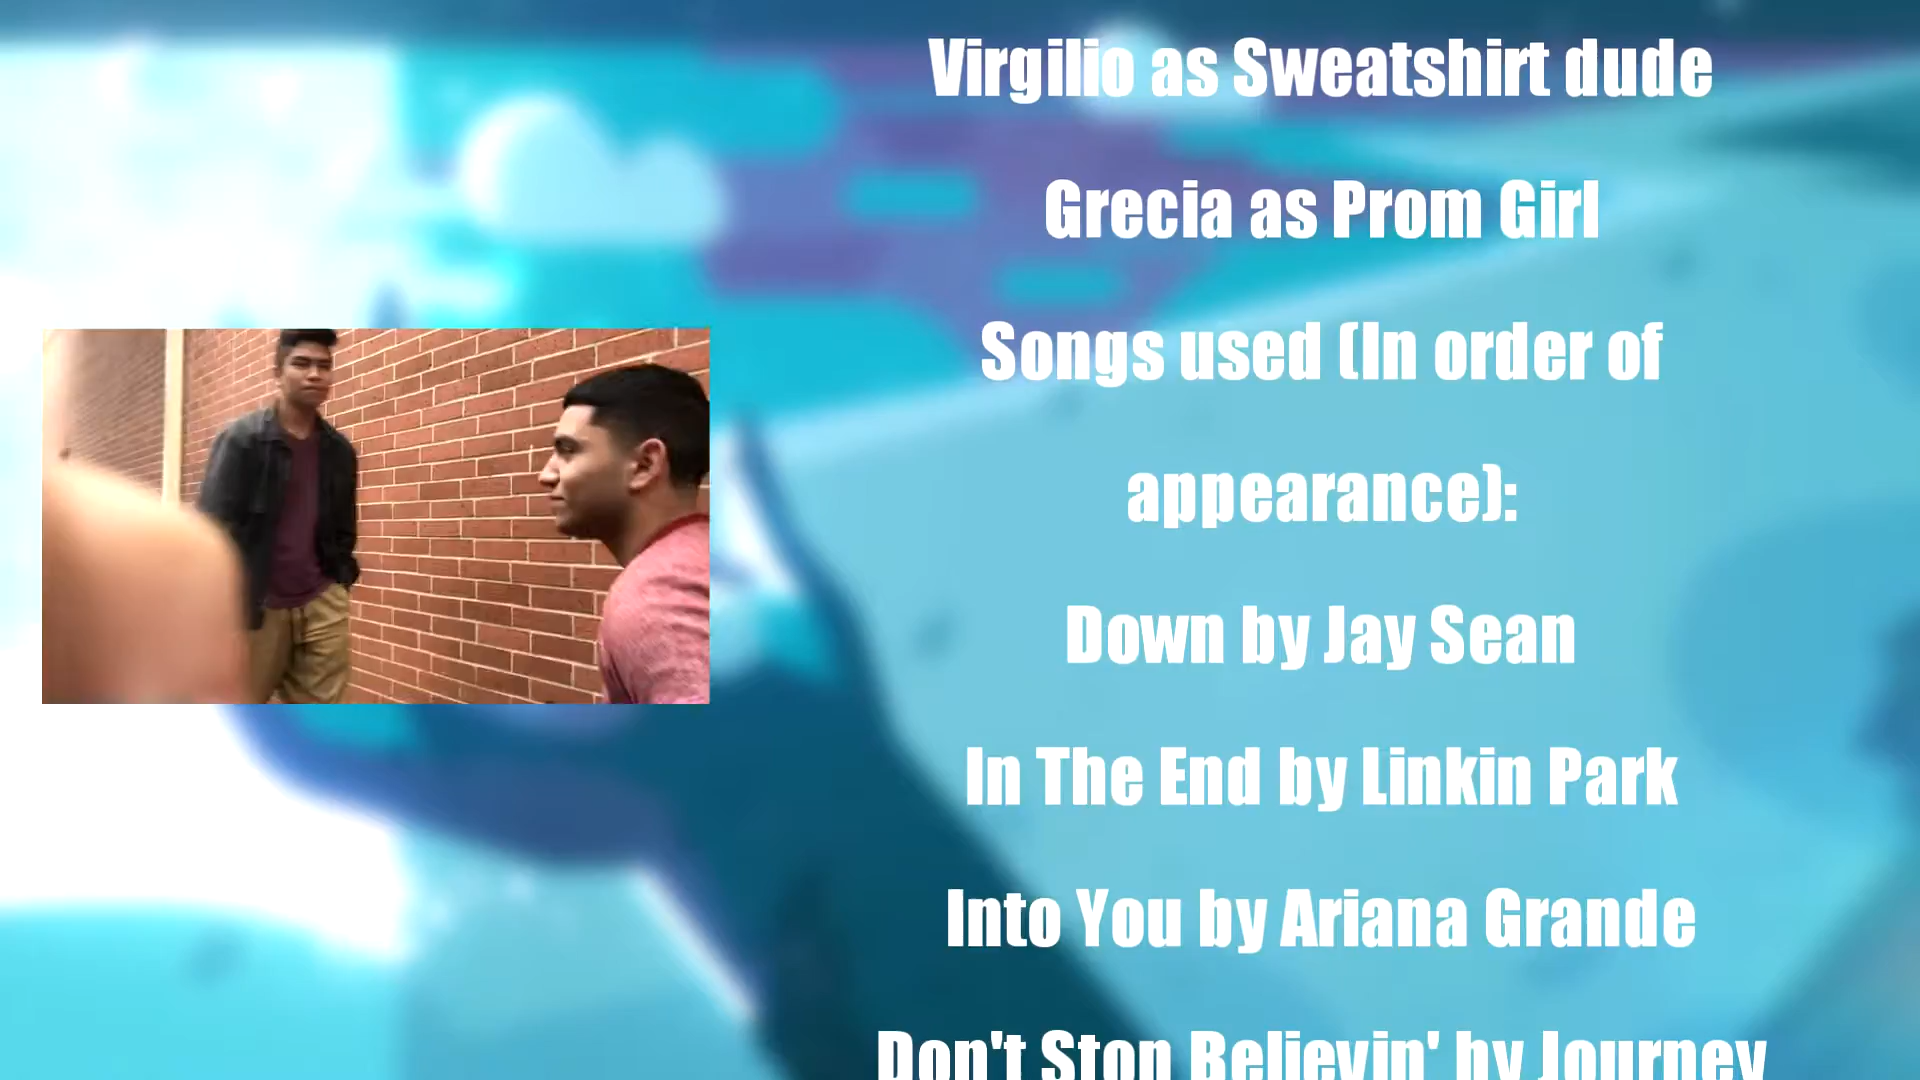 Virgilio as Sweatshirt dude
Grecia as Prom Girl
Songs used (In order of
appearance):
Down by Jay Sean
In The End by Linkin Park
Into You by Ariana Grande
Don't Stop Believin' by Journey